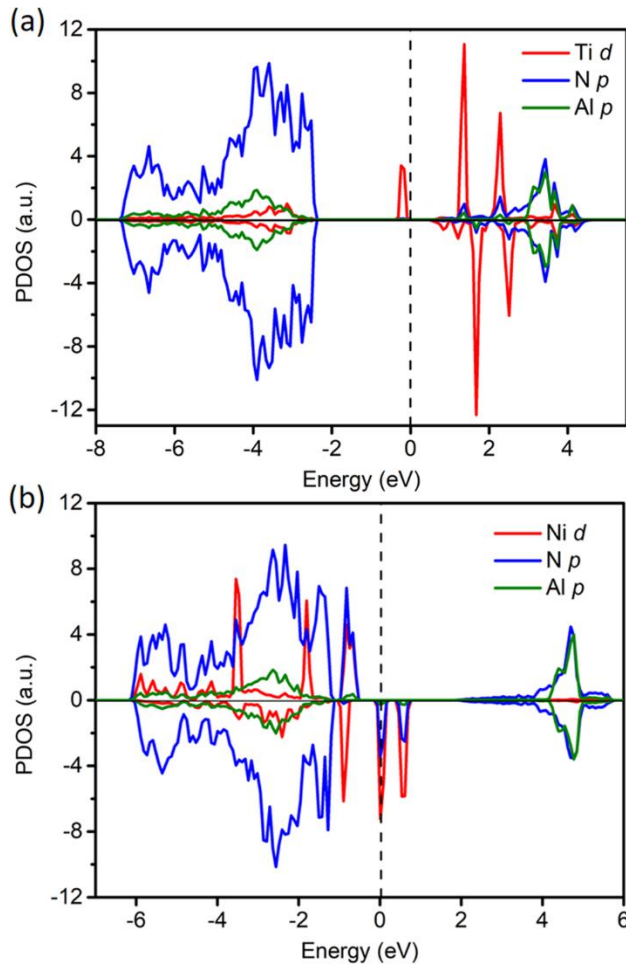 (a)
12
8
4
0
-4
-8
-12
PDOS (a.u.)
Ti d
N p
Al p
-8 -6 -4 -2 0 2 4
Energy (eV)
(b)
12
8
4
0
-4
-8
-12
PDOS (a.u.)
Ni d
N p
Al p
-6 -4 -2 0 2 4 6
Energy (eV)